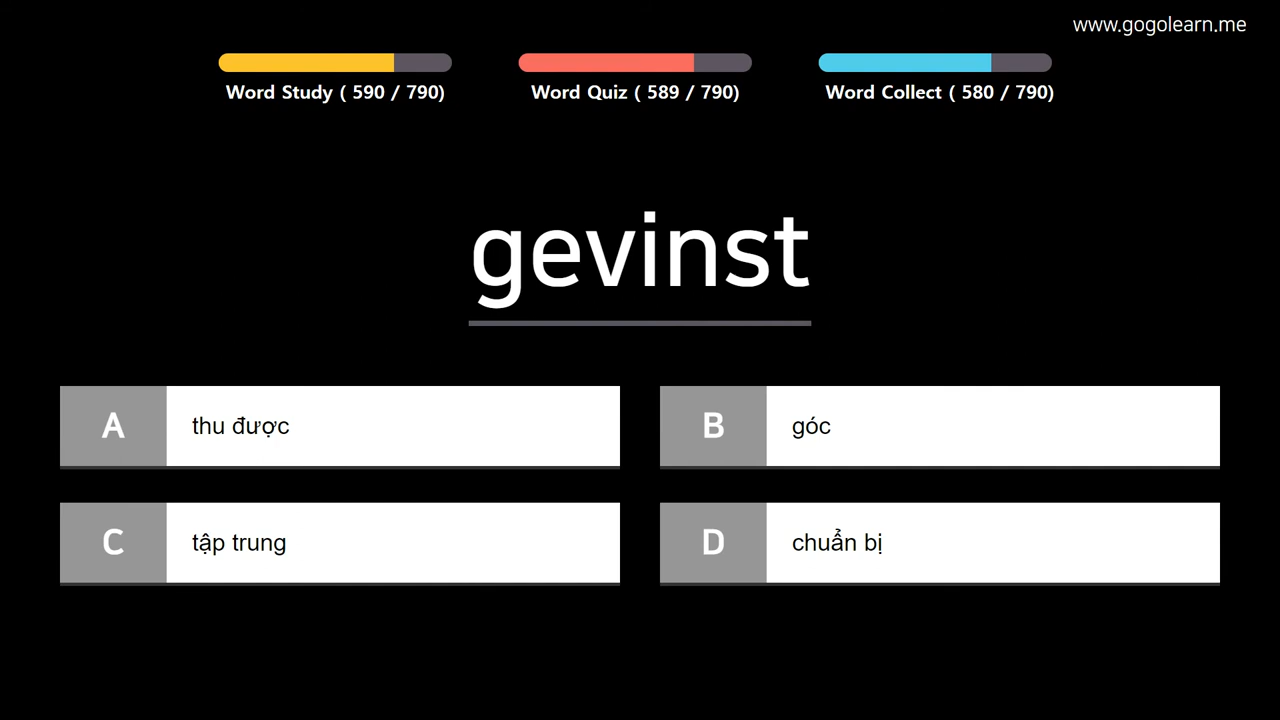 www.gogolearn.me
Word Study ( 590 / 790)
Word Quiz ( 589 / 790)
Word Collect ( 580 / 790)
gevinst
A thu được
B góc
C tập trung
D chuẩn bị